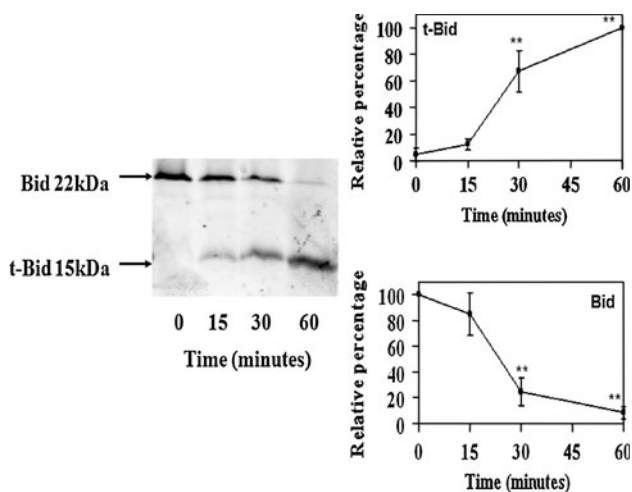 Bid 22kDa
t-Bid 15kDa
0 15 30 60
Time (minutes)
t-Bid
**
**
Relative percentage
100
80
60
40
20
0
0 15 30 45 60
Time (minutes)
Bid
**
**
Relative percentage
100
80
60
40
20
0
0 15 30 45 60
Time (minutes)